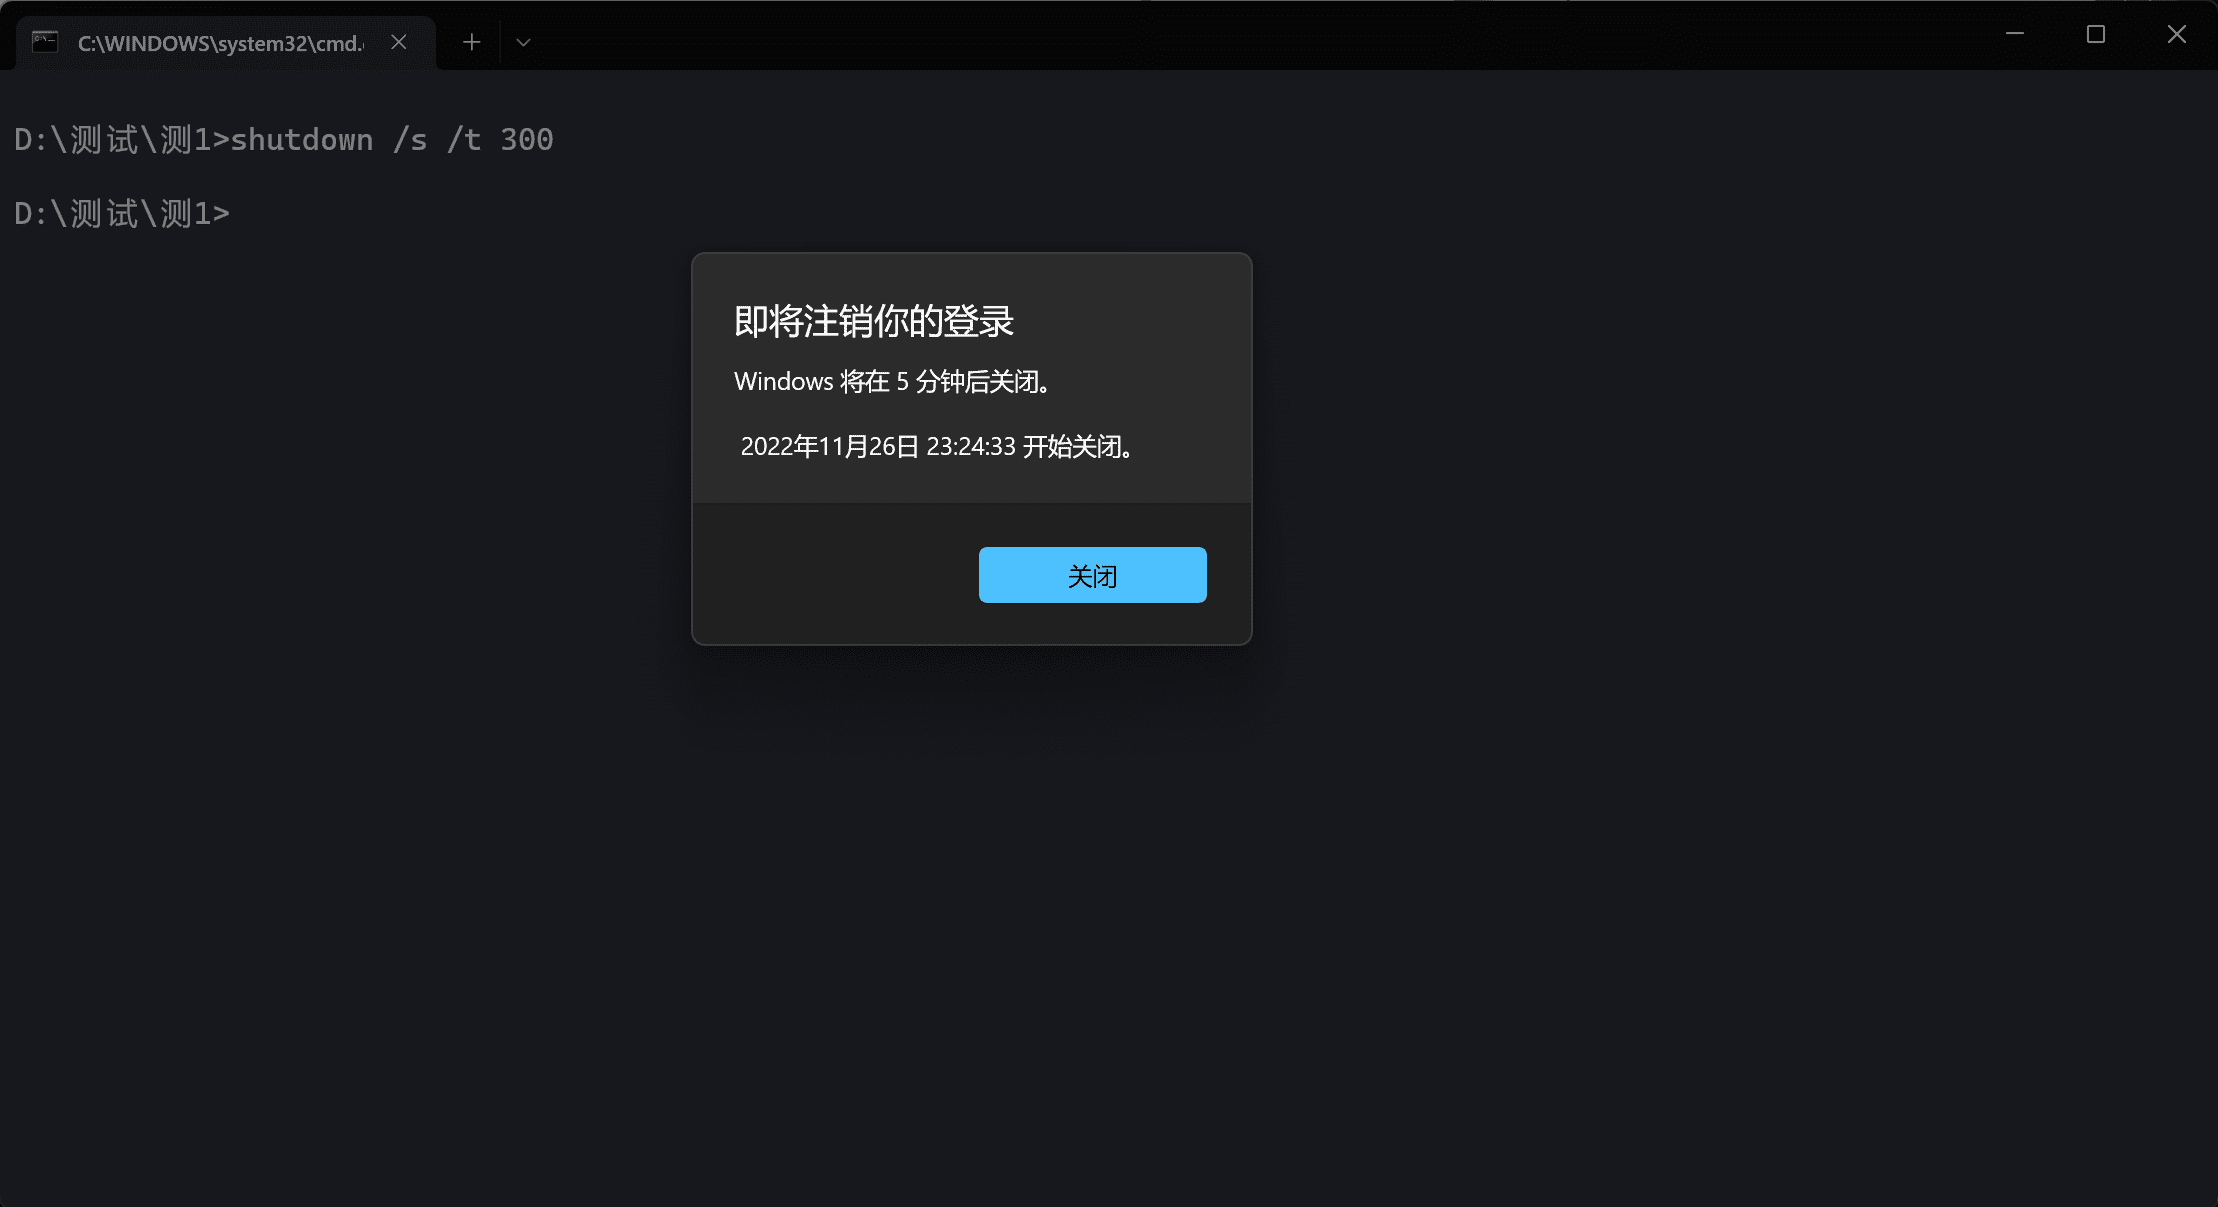 C:\WINDOWS\system32\cmd.
D:\测试\测1>shutdown /s /t 300
D:\测试\测1>
即将注销你的登录
Windows 将在 5 分钟后关闭。
2022年11月26日 23:24:33 开始关闭。
关闭